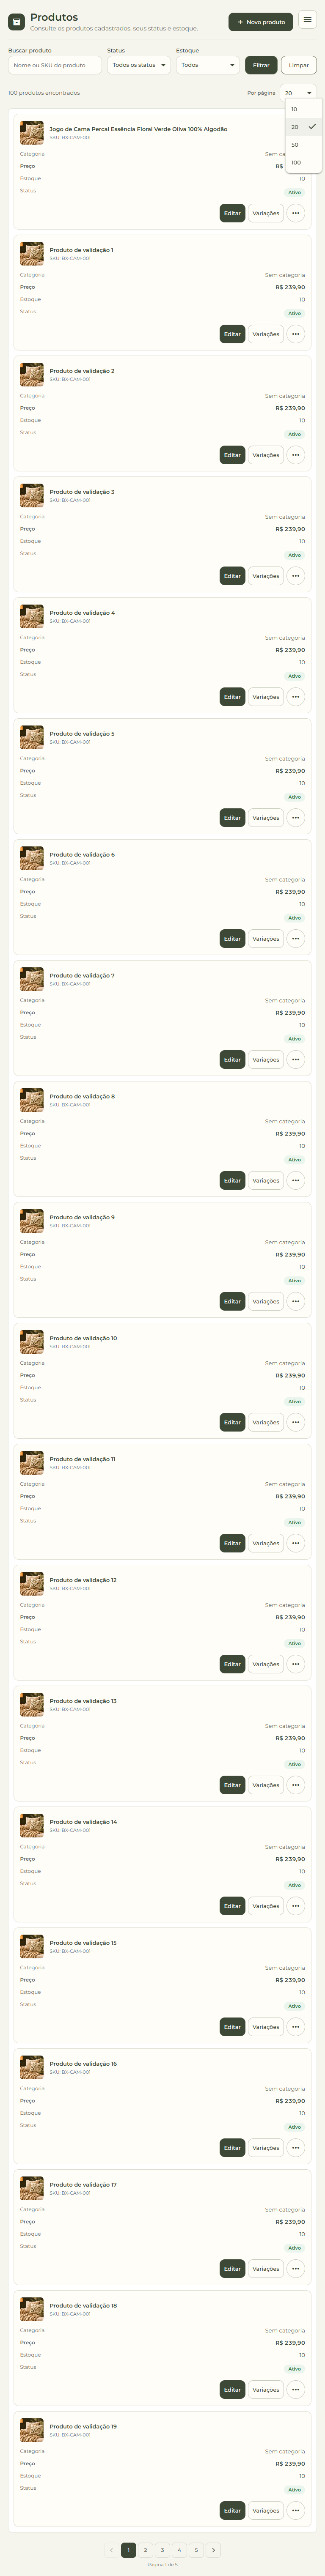 Produtos
Consulte os produtos cadastrados, seus status e estoque.
+ Novo produto
Buscar produto
Status
Estoque
Nome ou SKU do produto
Todos os status
Todos
Filtrar
Limpar
100 produtos encontrados
Por página
20
10
20
50
100
Jogo de Cama Percal Essência Floral Verde Oliva 100% Algodão
SKU: BX-CAM-001
Categoria
Sem ca
Preço
R$
Estoque
10
Status
Ativo
Editar
Variações
Produto de validação 1
SKU: BX-CAM-001
Categoria
Sem categoria
Preço
R$ 239,90
Estoque
10
Status
Ativo
Editar
Variações
Produto de validação 2
SKU: BX-CAM-001
Categoria
Sem categoria
Preço
R$ 239,90
Estoque
10
Status
Ativo
Editar
Variações
Produto de validação 3
SKU: BX-CAM-001
Categoria
Sem categoria
Preço
R$ 239,90
Estoque
10
Status
Ativo
Editar
Variações
Produto de validação 4
SKU: BX-CAM-001
Categoria
Sem categoria
Preço
R$ 239,90
Estoque
10
Status
Ativo
Editar
Variações
Produto de validação 5
SKU: BX-CAM-001
Categoria
Sem categoria
Preço
R$ 239,90
Estoque
10
Status
Ativo
Editar
Variações
Produto de validação 6
SKU: BX-CAM-001
Categoria
Sem categoria
Preço
R$ 239,90
Estoque
10
Status
Ativo
Editar
Variações
Produto de validação 7
SKU: BX-CAM-001
Categoria
Sem categoria
Preço
R$ 239,90
Estoque
10
Status
Ativo
Editar
Variações
Produto de validação 8
SKU: BX-CAM-001
Categoria
Sem categoria
Preço
R$ 239,90
Estoque
10
Status
Ativo
Editar
Variações
Produto de validação 9
SKU: BX-CAM-001
Categoria
Sem categoria
Preço
R$ 239,90
Estoque
10
Status
Ativo
Editar
Variações
Produto de validação 10
SKU: BX-CAM-001
Categoria
Sem categoria
Preço
R$ 239,90
Estoque
10
Status
Ativo
Editar
Variações
Produto de validação 11
SKU: BX-CAM-001
Categoria
Sem categoria
Preço
R$ 239,90
Estoque
10
Status
Ativo
Editar
Variações
Produto de validação 12
SKU: BX-CAM-001
Categoria
Sem categoria
Preço
R$ 239,90
Estoque
10
Status
Ativo
Editar
Variações
Produto de validação 13
SKU: BX-CAM-001
Categoria
Sem categoria
Preço
R$ 239,90
Estoque
10
Status
Ativo
Editar
Variações
Produto de validação 14
SKU: BX-CAM-001
Categoria
Sem categoria
Preço
R$ 239,90
Estoque
10
Status
Ativo
Editar
Variações
Produto de validação 15
SKU: BX-CAM-001
Categoria
Sem categoria
Preço
R$ 239,90
Estoque
10
Status
Ativo
Editar
Variações
Produto de validação 16
SKU: BX-CAM-001
Categoria
Sem categoria
Preço
R$ 239,90
Estoque
10
Status
Ativo
Editar
Variações
Produto de validação 17
SKU: BX-CAM-001
Categoria
Sem categoria
Preço
R$ 239,90
Estoque
10
Status
Ativo
Editar
Variações
Produto de validação 18
SKU: BX-CAM-001
Categoria
Sem categoria
Preço
R$ 239,90
Estoque
10
Status
Ativo
Editar
Variações
Produto de validação 19
SKU: BX-CAM-001
Categoria
Sem categoria
Preço
R$ 239,90
Estoque
10
Status
Ativo
Editar
Variações
1 2 3 4 5
Página 1 de 5